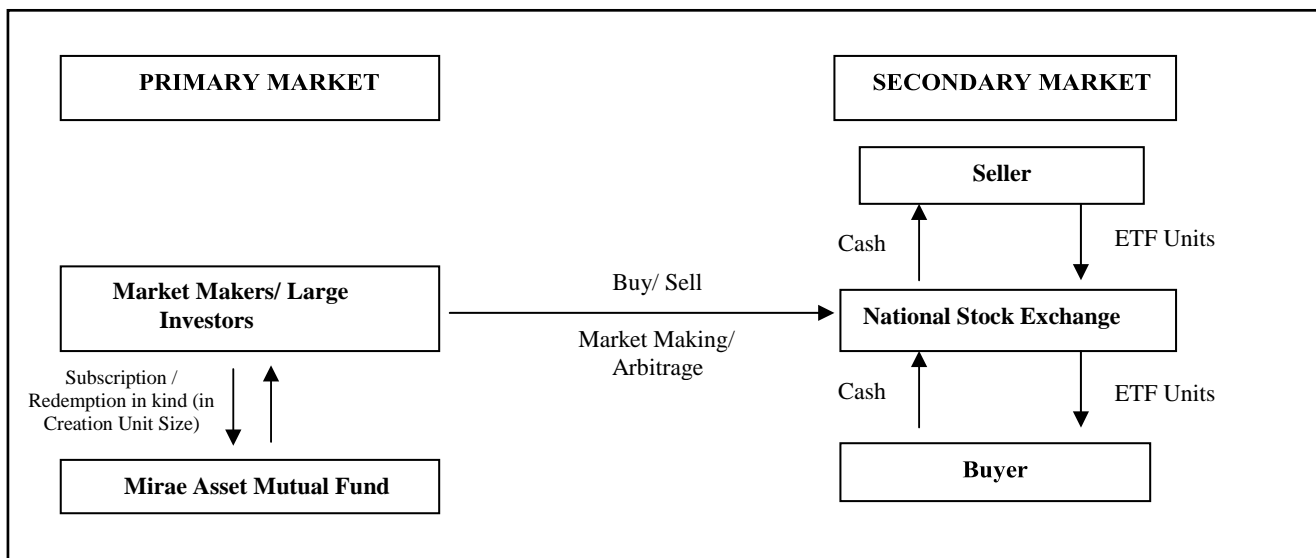 PRIMARY MARKET
SECONDARY MARKET
Seller
Cash
ETF Units
Market Makers/ Large
Investors
Buy/ Sell
Market Making/
Arbitrage
National Stock Exchange
Subscription /
Redemption in kind (in
Creation Unit Size)
Cash
ETF Units
Mirae Asset Mutual Fund
Buyer